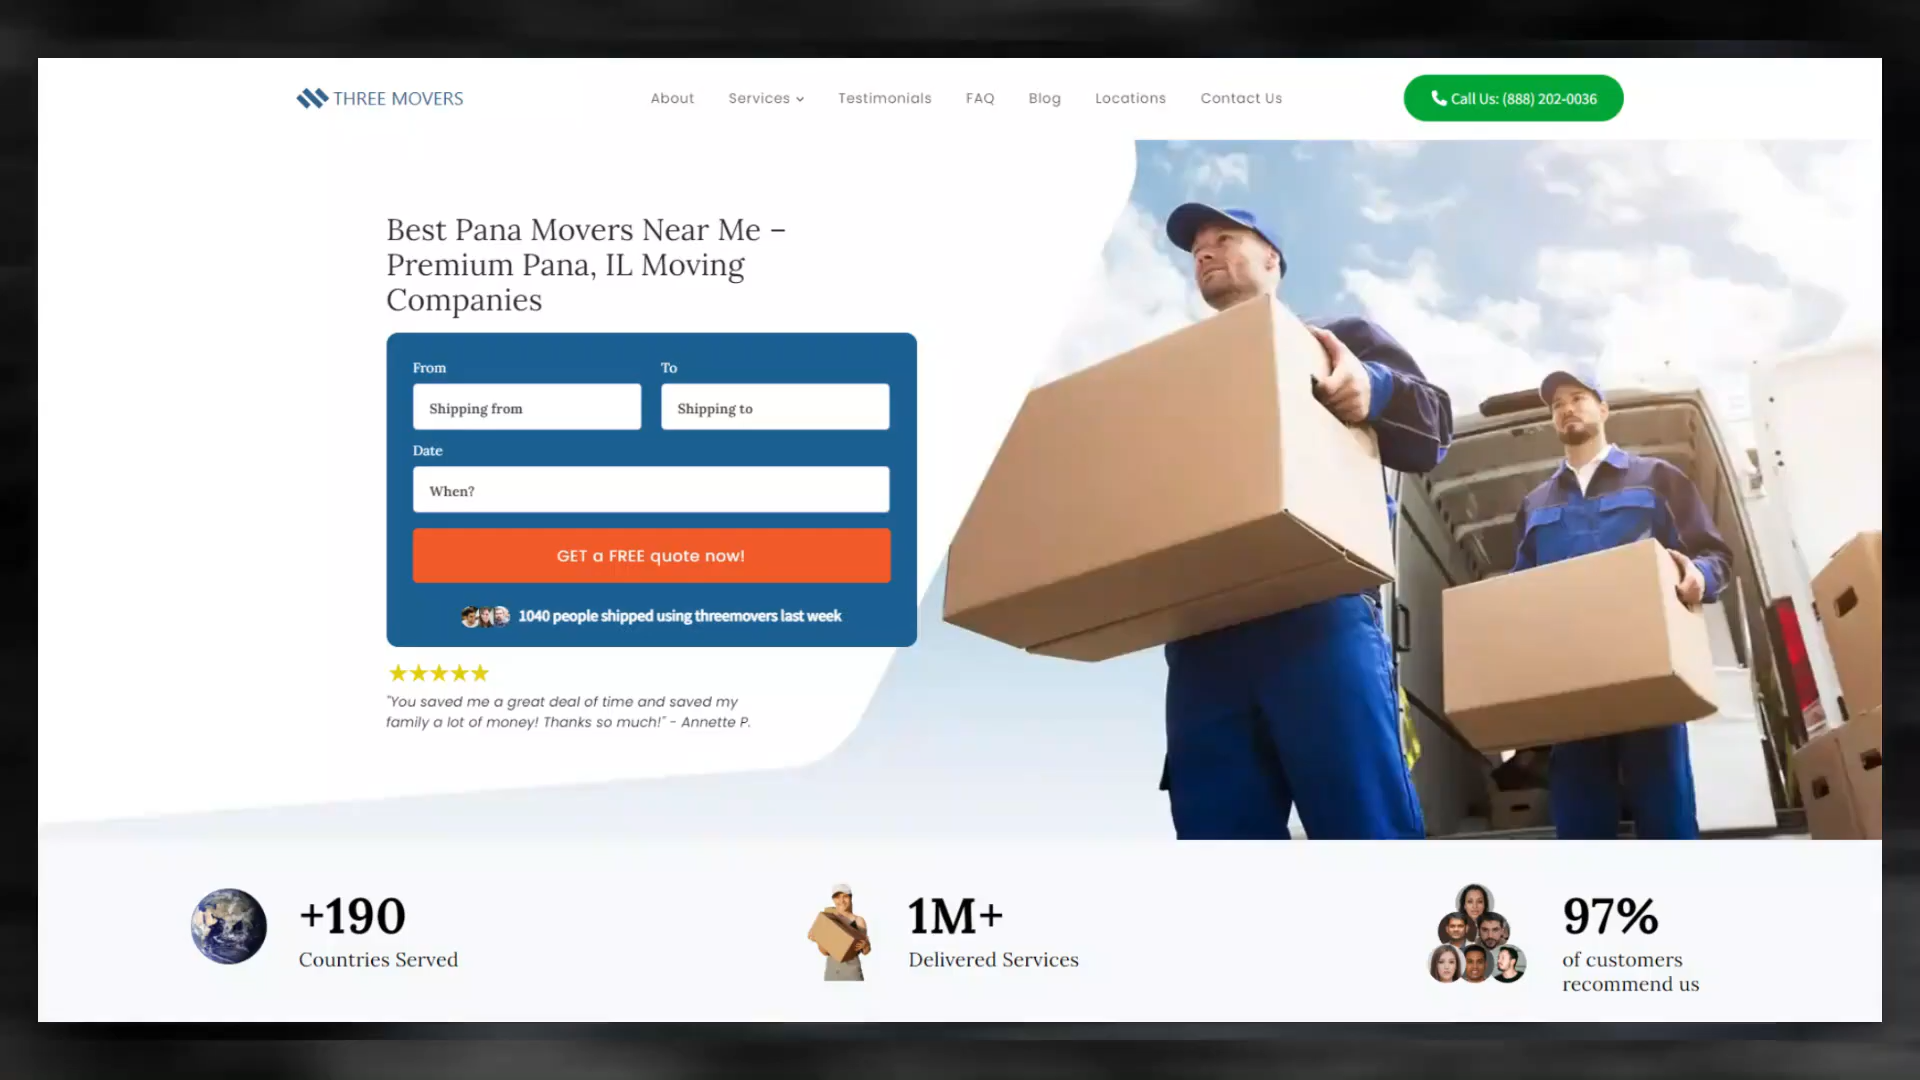 THREE MOVERS
About
Services
Testimonials
FAQ
Blog
Locations
Contact Us
Call Us: (888) 202-0036
Best Pana Movers Near Me –
Premium Pana, IL Moving
Companies
From
To
Shipping from
Shipping to
Date
When?
GET a FREE quote now!
1040 people shipped using threemovers last week
"You saved me a great deal of time and saved my
family a lot of money! Thanks so much!" - Annette P.
+190
Countries Served
1M+
Delivered Services
97%
of customers
recommend us